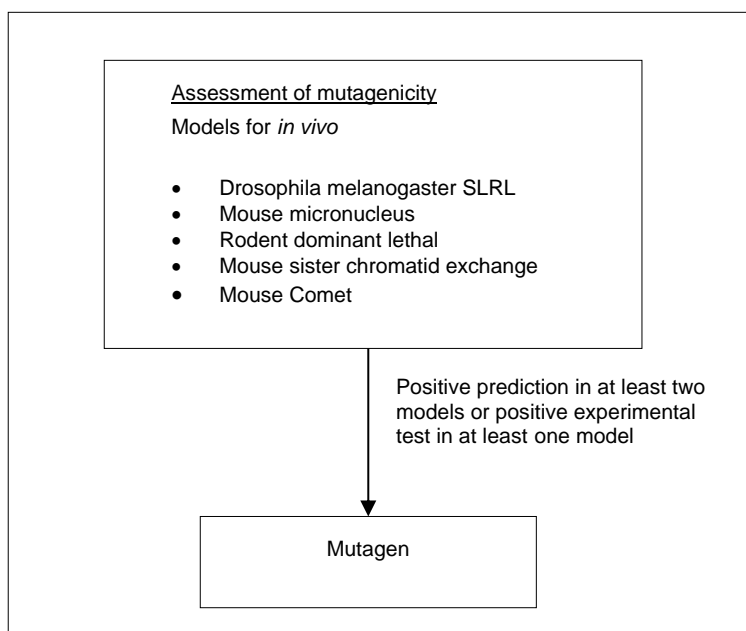 Assessment of mutagenicity
Models for in vivo
• Drosophila melanogaster SLRL
• Mouse micronucleus
• Rodent dominant lethal
• Mouse sister chromatid exchange
• Mouse Comet
Positive prediction in at least two
models or positive experimental
test in at least one model
Mutagen